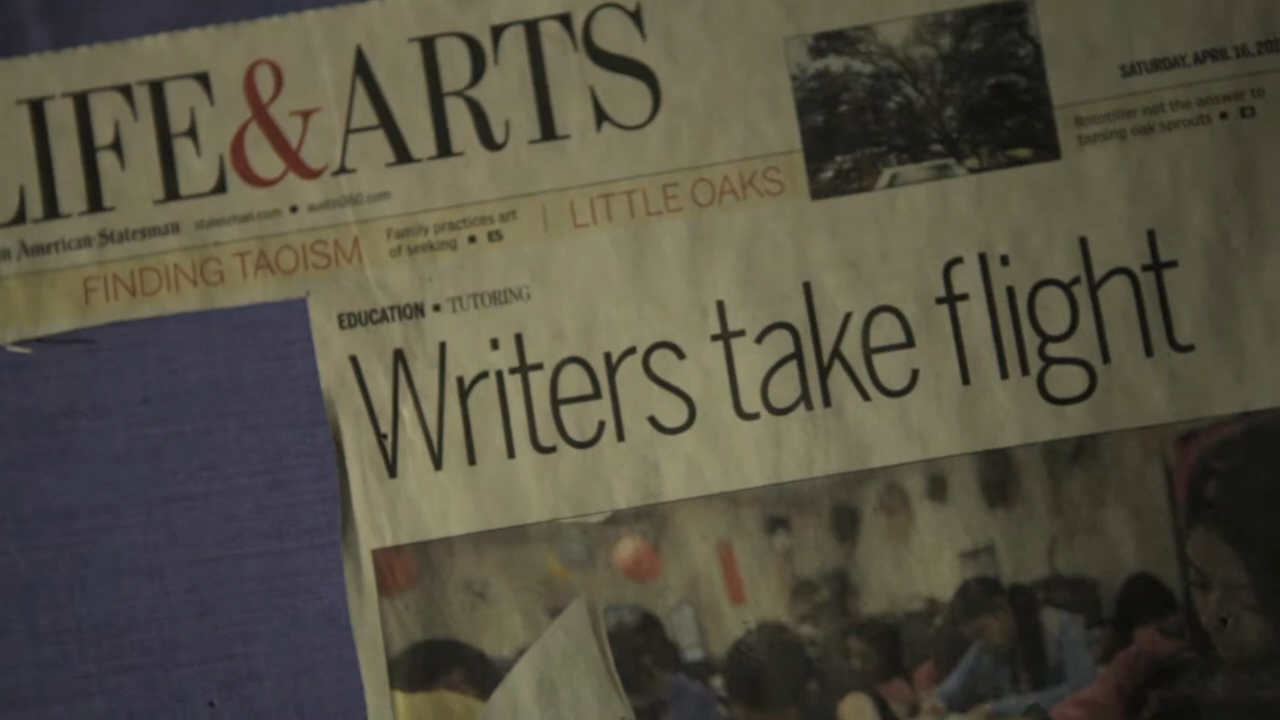 LIFE&ARTS
SATURDAY, APRIL 16, 201
Rototiller not the answer to
taming oak sprouts ▪ E3
n American-Statesman statesman.com ▪ austin360.com
FINDING TAOISM
Family practices art
of seeking ▪ E5
LITTLE OAKS
EDUCATION ▪ TUTORING
Writers take flight